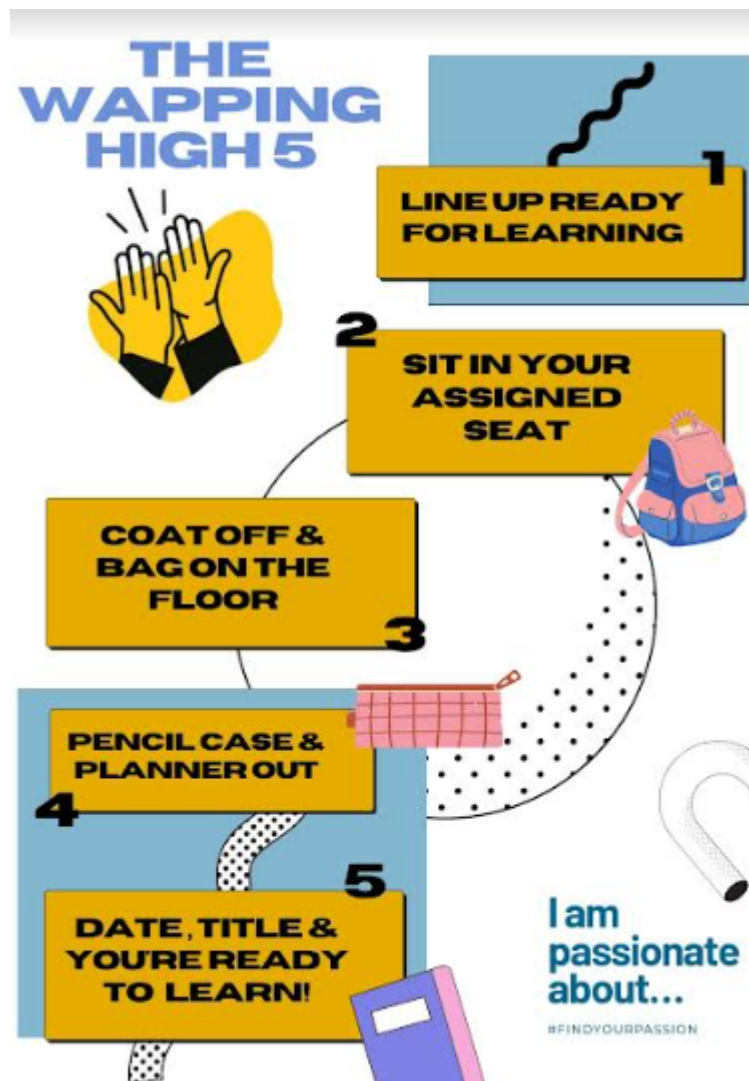 THE
WAPPING
HIGH 5
1
LINE UP READY
FOR LEARNING
2
SIT IN YOUR
ASSIGNED
SEAT
COAT OFF &
BAG ON THE
FLOOR
3
PENCIL CASE &
PLANNER OUT
4
5
DATE, TITLE &
YOU'RE READY
TO LEARN!
I am
passionate
about...
#FINDYOURPASSION